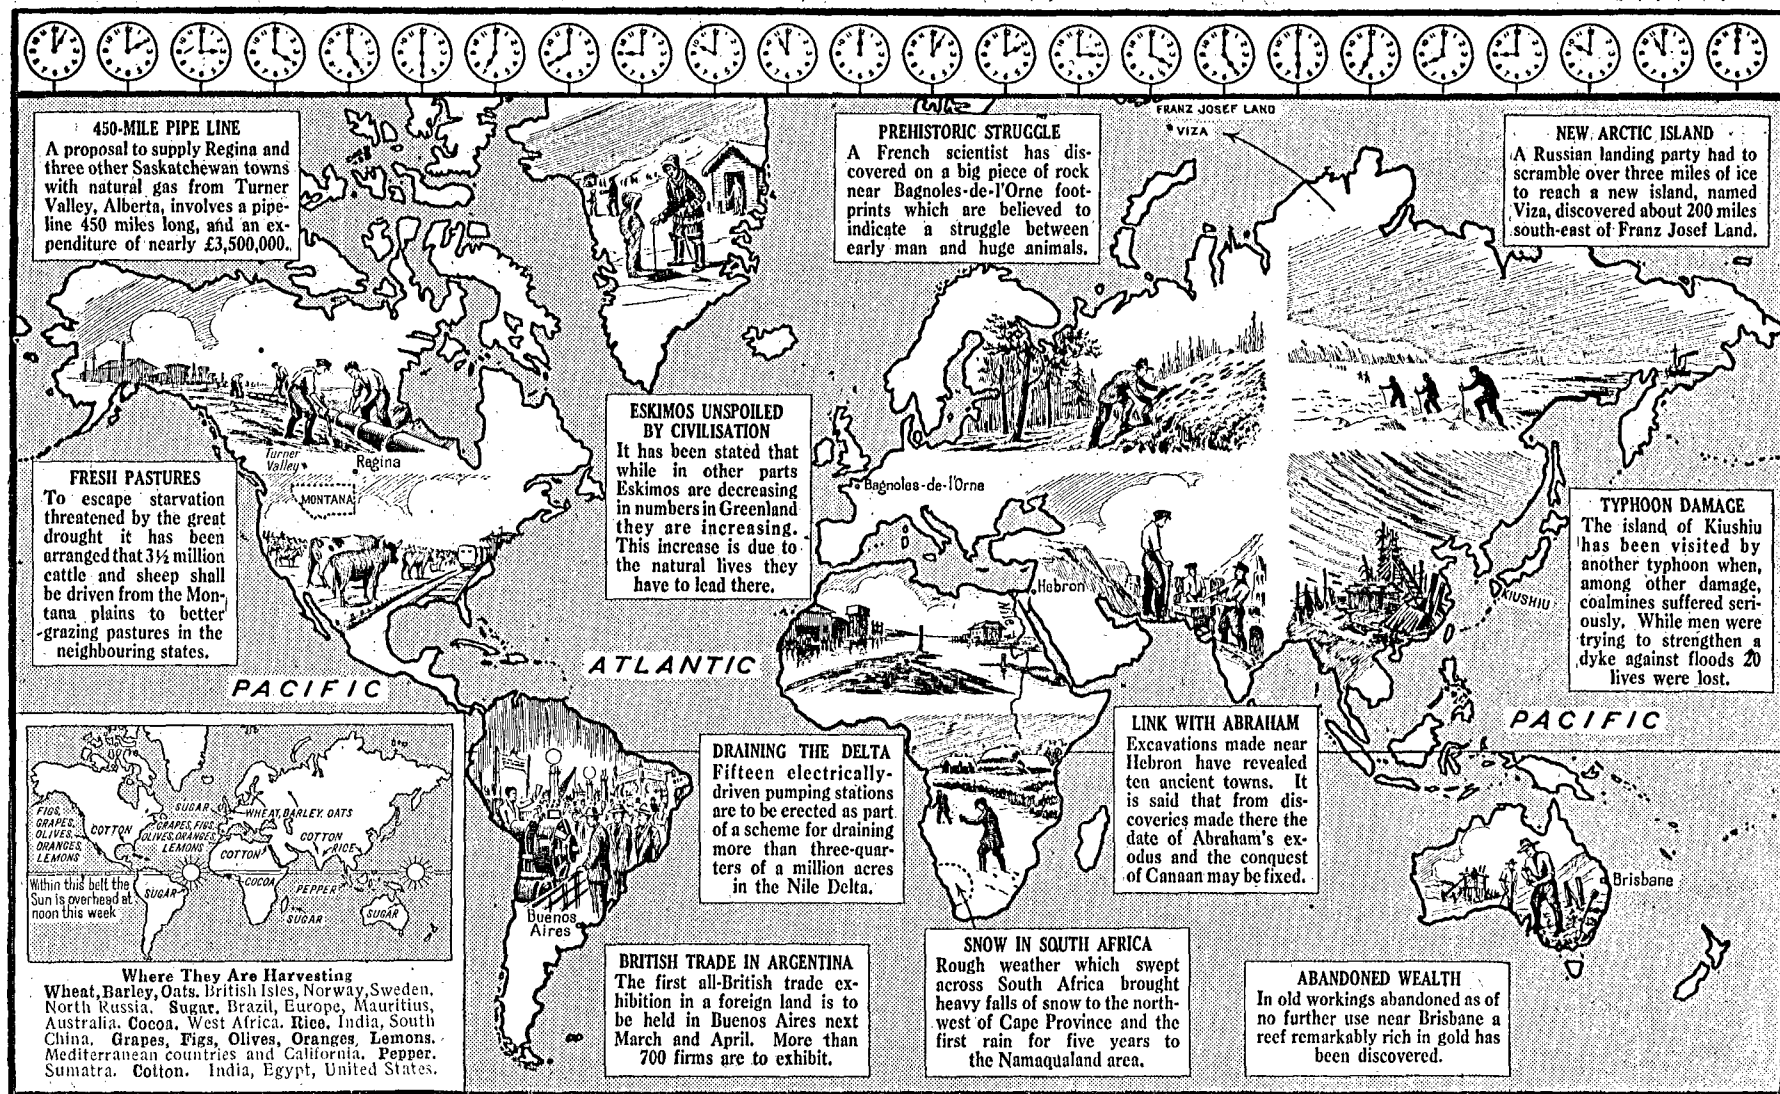 450-MILE PIPE LINE
A proposal to supply Regina and
three other Saskatchewan towns
with natural gas from Turner
Valley, Alberta, involves a pipe-
line 450 miles long, and an ex-
penditure of nearly £3,500,000.
PREHISTORIC STRUGGLE
A French scientist has dis-
covered on a big piece of rock
near Bagnoles-de-l'Orne foot-
prints which are believed to
indicate a struggle between
early man and huge animals.
FRANZ JOSEF LAND
VIZA
NEW ARCTIC ISLAND
A Russian landing party had to
scramble over three miles of ice
to reach a new island, named
Viza, discovered about 200 miles
south-east of Franz Josef Land.
ESKIMOS UNSPOILED
BY CIVILISATION
It has been stated that
while in other parts
Eskimos are decreasing
in numbers in Greenland
they are increasing.
This increase is due to
the natural lives they
have to lead there.
Turner
Valley
Regina
MONTANA
FRESH PASTURES
To escape starvation
threatened by the great
drought it has been
arranged that 3½ million
cattle and sheep shall
be driven from the Mon-
tana plains to better
grazing pastures in the
neighbouring states.
Bagnoles-de-l'Orne
Hebron
Nile
KIUSHIU
TYPHOON DAMAGE
The island of Kiushiu
has been visited by
another typhoon when,
among other damage,
coalmines suffered seri-
ously. While men were
trying to strengthen a
dyke against floods 20
lives were lost.
PACIFIC
ATLANTIC
PACIFIC
DRAINING THE DELTA
Fifteen electrically-
driven pumping stations
are to be erected as part
of a scheme for draining
more than three-quar-
ters of a million acres
in the Nile Delta.
LINK WITH ABRAHAM
Excavations made near
Hebron have revealed
ten ancient towns. It
is said that from dis-
coveries made there the
date of Abraham's ex-
odus and the conquest
of Canaan may be fixed.
Brisbane
Buenos
Aires
BRITISH TRADE IN ARGENTINA
The first all-British trade ex-
hibition in a foreign land is to
be held in Buenos Aires next
March and April. More than
700 firms are to exhibit.
SNOW IN SOUTH AFRICA
Rough weather which swept
across South Africa brought
heavy falls of snow to the north-
west of Cape Province and the
first rain for five years to
the Namaqualand area.
ABANDONED WEALTH
In old workings abandoned as of
no further use near Brisbane a
reef remarkably rich in gold has
been discovered.
FIGS,
GRAPES,
OLIVES,
ORANGES,
LEMONS
COTTON
SUGAR
GRAPES, FIGS,
OLIVES, ORANGES,
LEMONS
WHEAT, BARLEY, OATS
COTTON
RICE
COTTON
COCOA
PEPPER
SUGAR
SUGAR
SUGAR
Within this belt the
Sun is overhead at
noon this week
Where They Are Harvesting
Wheat, Barley, Oats. British Isles, Norway, Sweden,
North Russia. Sugar. Brazil, Europe, Mauritius,
Australia. Cocoa. West Africa. Rice. India, South
China. Grapes, Figs, Olives, Oranges, Lemons.
Mediterranean countries and California. Pepper.
Sumatra. Cotton. India, Egypt, United States.